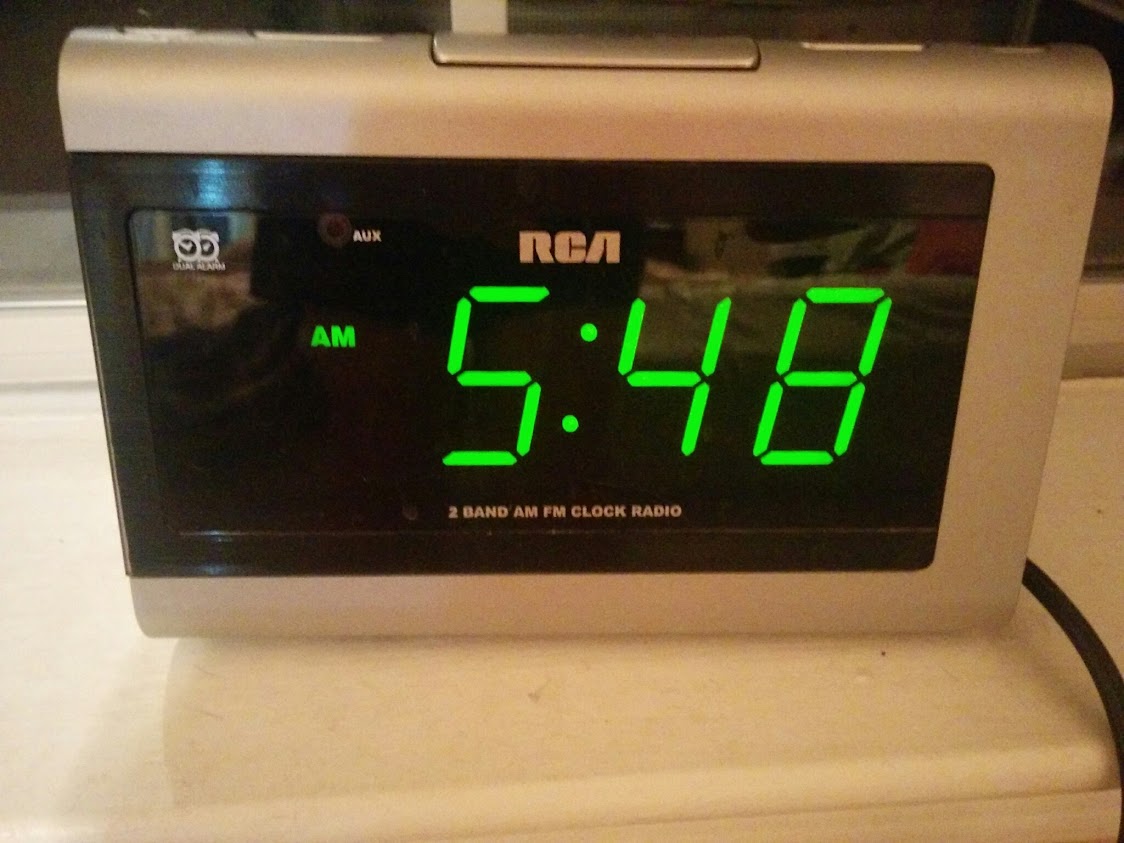 AUX
RCA
DUAL ALARM
AM
5:48
2 BAND AM FM CLOCK RADIO